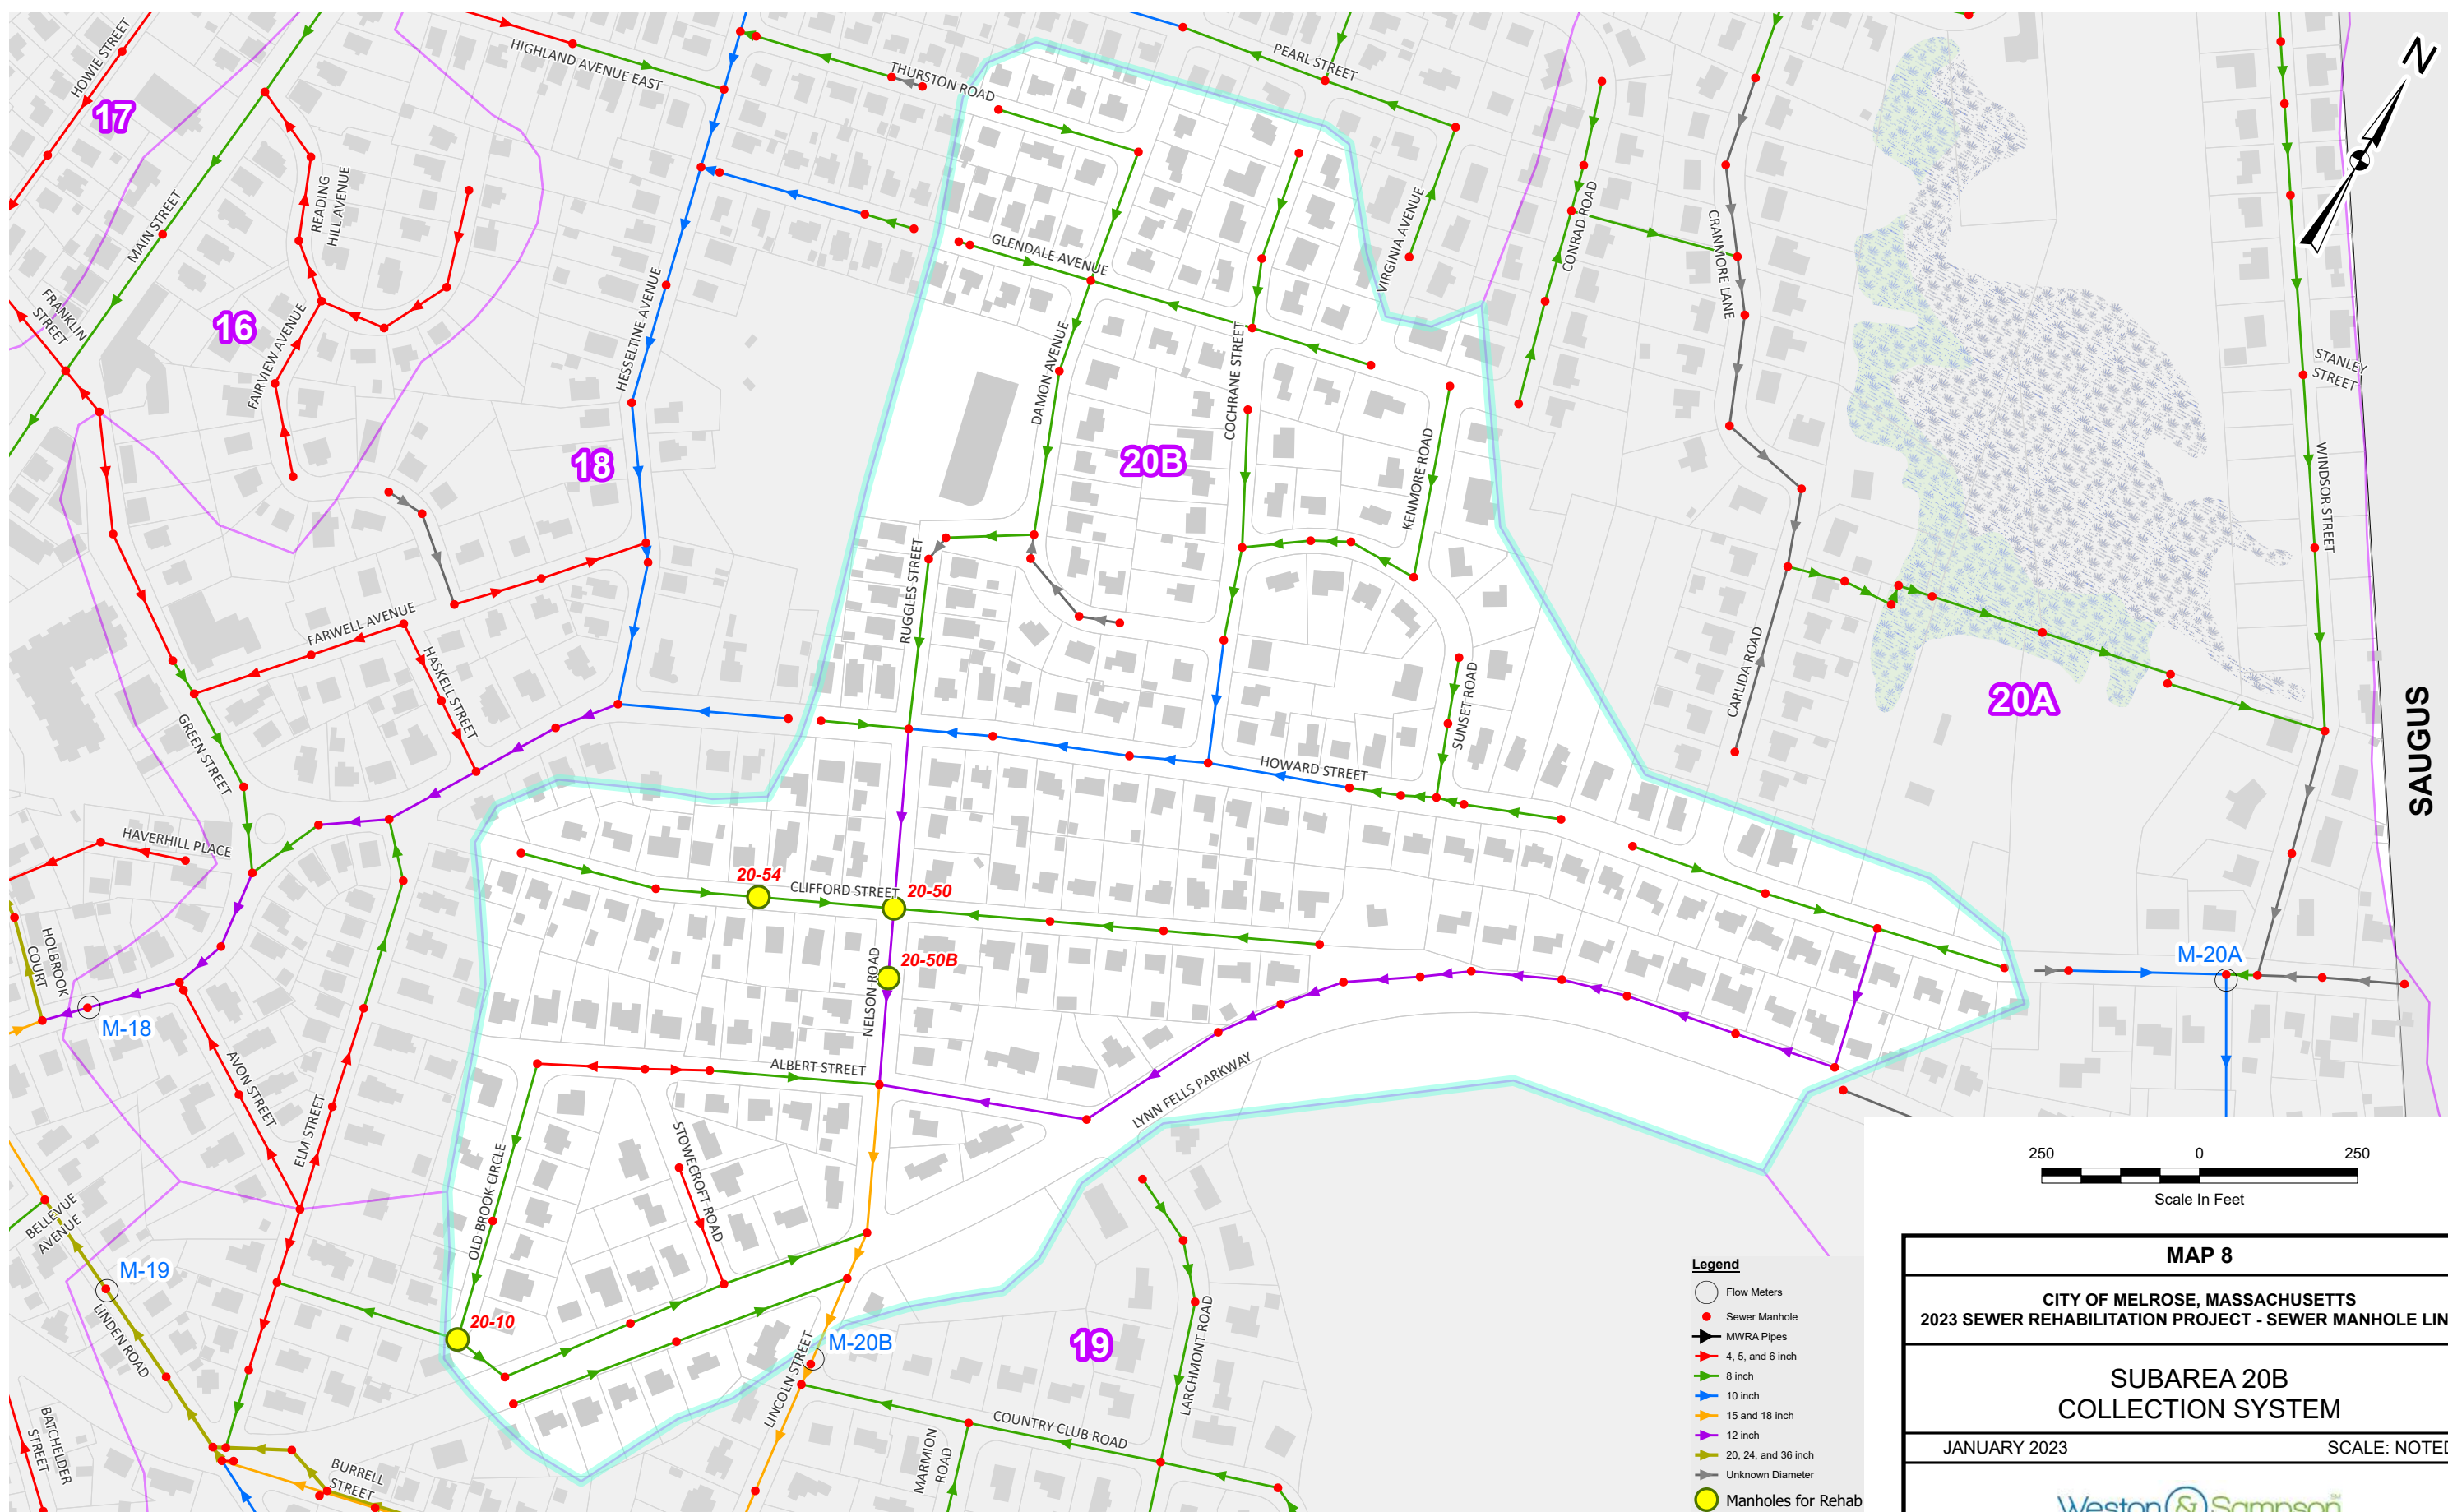 HOWIE STREET
17
HIGHLAND AVENUE EAST
THURSTON ROAD
PEARL STREET
N
READING
HILL AVENUE
MAIN STREET
FRANKLIN
STREET
16
FAIRVIEW AVENUE
HESSELTINE AVENUE
18
GLENDALE AVENUE
DAMON AVENUE
COCHRANE STREET
20B
KENMORE ROAD
VIRGINIA AVENUE
CONRAD ROAD
CRANMORE LANE
STANLEY
STREET
WINDSOR STREET
RUGGLES STREET
FARWELL AVENUE
HASKELL STREET
GREEN STREET
SUNSET ROAD
CARLIDA ROAD
20A
SAUGUS
HOWARD STREET
HAVERHILL PLACE
HOLBROOK
COURT
20-54
CLIFFORD STREET
20-50
20-50B
NELSON ROAD
M-18
M-20A
AVON STREET
ELM STREET
ALBERT STREET
LYNN FELLS PARKWAY
OLD BROOK CIRCLE
STOWECROFT ROAD
BELLEVUE
AVENUE
M-19
LINDEN ROAD
20-10
M-20B
LINCOLN STREET
19
LARCHMONT ROAD
COUNTRY CLUB ROAD
MARMION
ROAD
BATCHELDER
STREET
BURRELL
STREET
250 0 250
Scale In Feet
Legend
Flow Meters
Sewer Manhole
MWRA Pipes
4, 5, and 6 inch
8 inch
10 inch
15 and 18 inch
12 inch
20, 24, and 36 inch
Unknown Diameter
Manholes for Rehab
MAP 8
CITY OF MELROSE, MASSACHUSETTS
2023 SEWER REHABILITATION PROJECT - SEWER MANHOLE LIN
SUBAREA 20B
COLLECTION SYSTEM
JANUARY 2023 SCALE: NOTED
Weston & Sampson